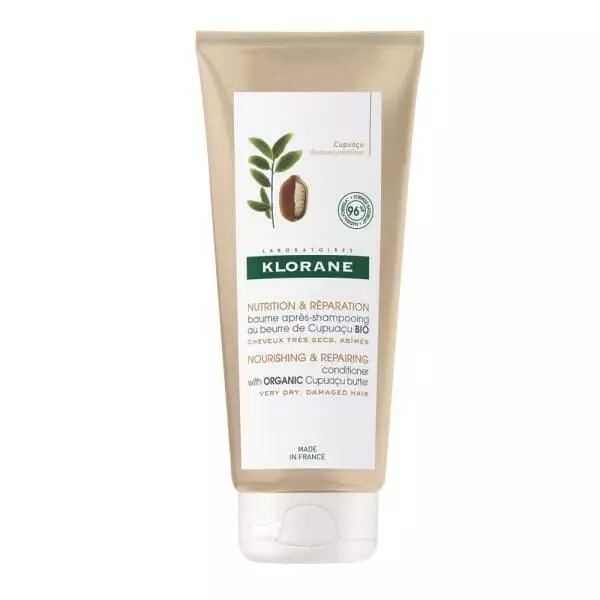 Cupuaçu
96%
LABORATOIRES
KLORANE
NUTRITION & RÉPARATION
baume après-shampooing
au beurre de Cupuaçu BIO
CHEVEUX TRÈS SECS, ABÎMÉS
NOURISHING & REPAIRING
conditioner
with ORGANIC Cupuaçu butter
VERY DRY, DAMAGED HAIR
MADE
IN FRANCE